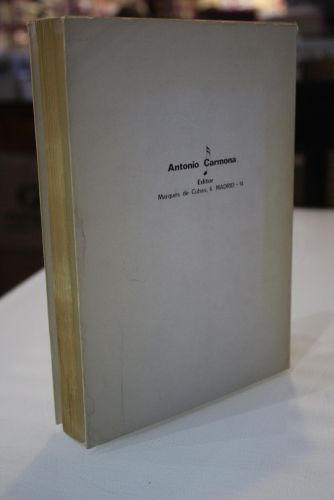 Antonio Carmona
Editor
Marqués de Cubas, 6. MADRID - 14